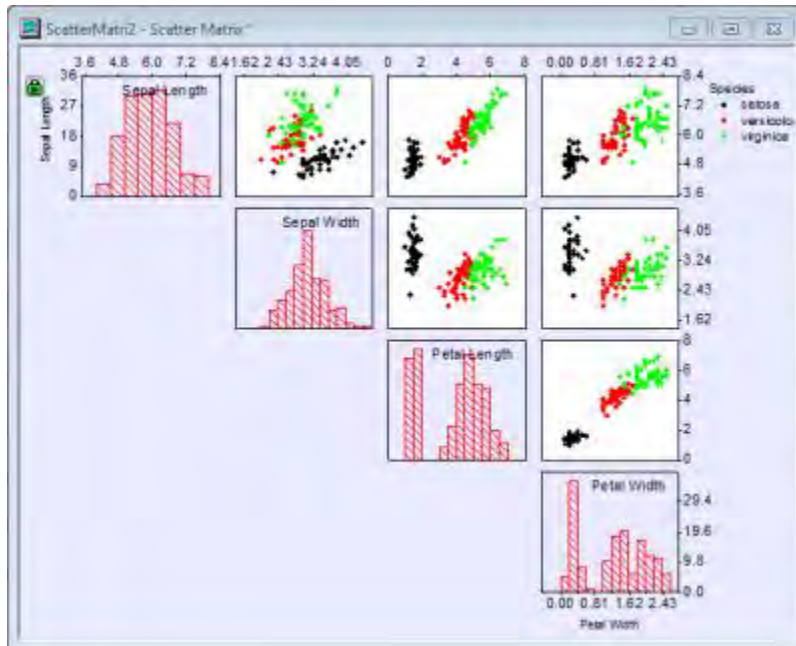 ScatterMatri2 - Scatter Matrix *
3.6 4.8 6.0 7.2 8.4 1.62 2.43 3.24 4.05 0 2 4 6 8 0.00 0.81 1.62 2.43
36
27
18
9
0
Sepal Length
Sepal Length
8.4
7.2
6.0
4.8
3.6
Species
setosa
versicolo
virginica
Sepal Width
4.05
3.24
2.43
1.62
Petal Length
8
6
4
2
0
Petal Width
29.4
19.6
9.8
0.0
0.00 0.81 1.62 2.43
Petal Width